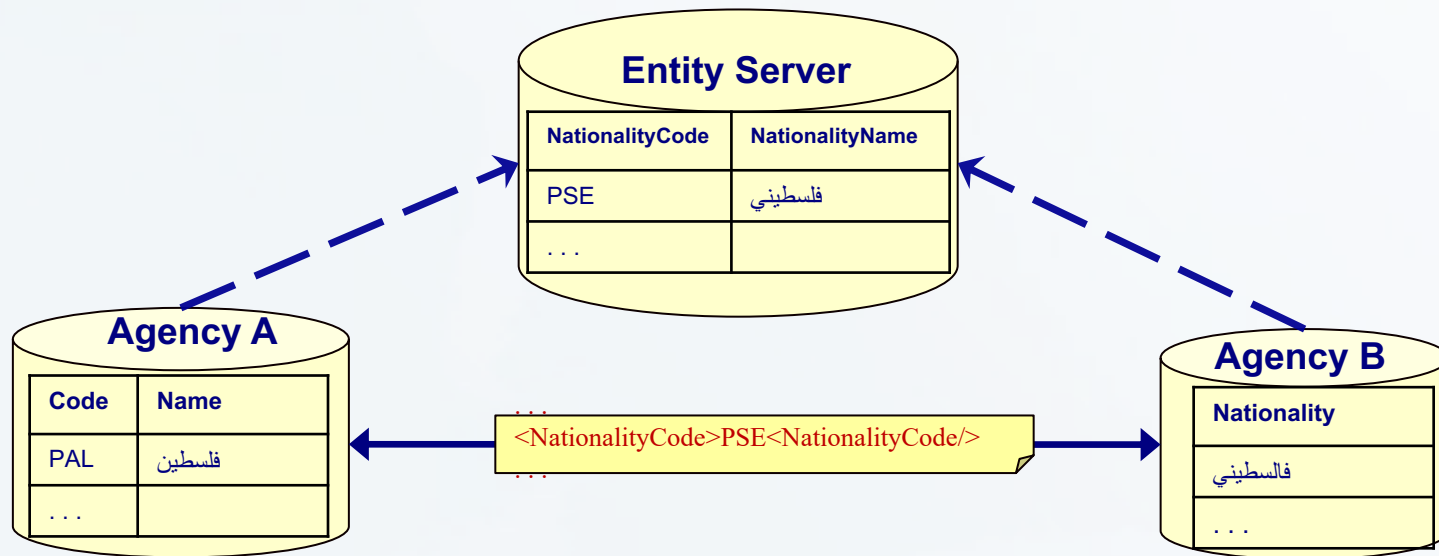 Entity Server
NationalityCode NationalityName
PSE فلسطيني
. . .
Agency A
Code Name
PAL فلسطين
. . .
. . .
<NationalityCode>PSE<NationalityCode/>
. . .
Agency B
Nationality
فالسطيني
. . .